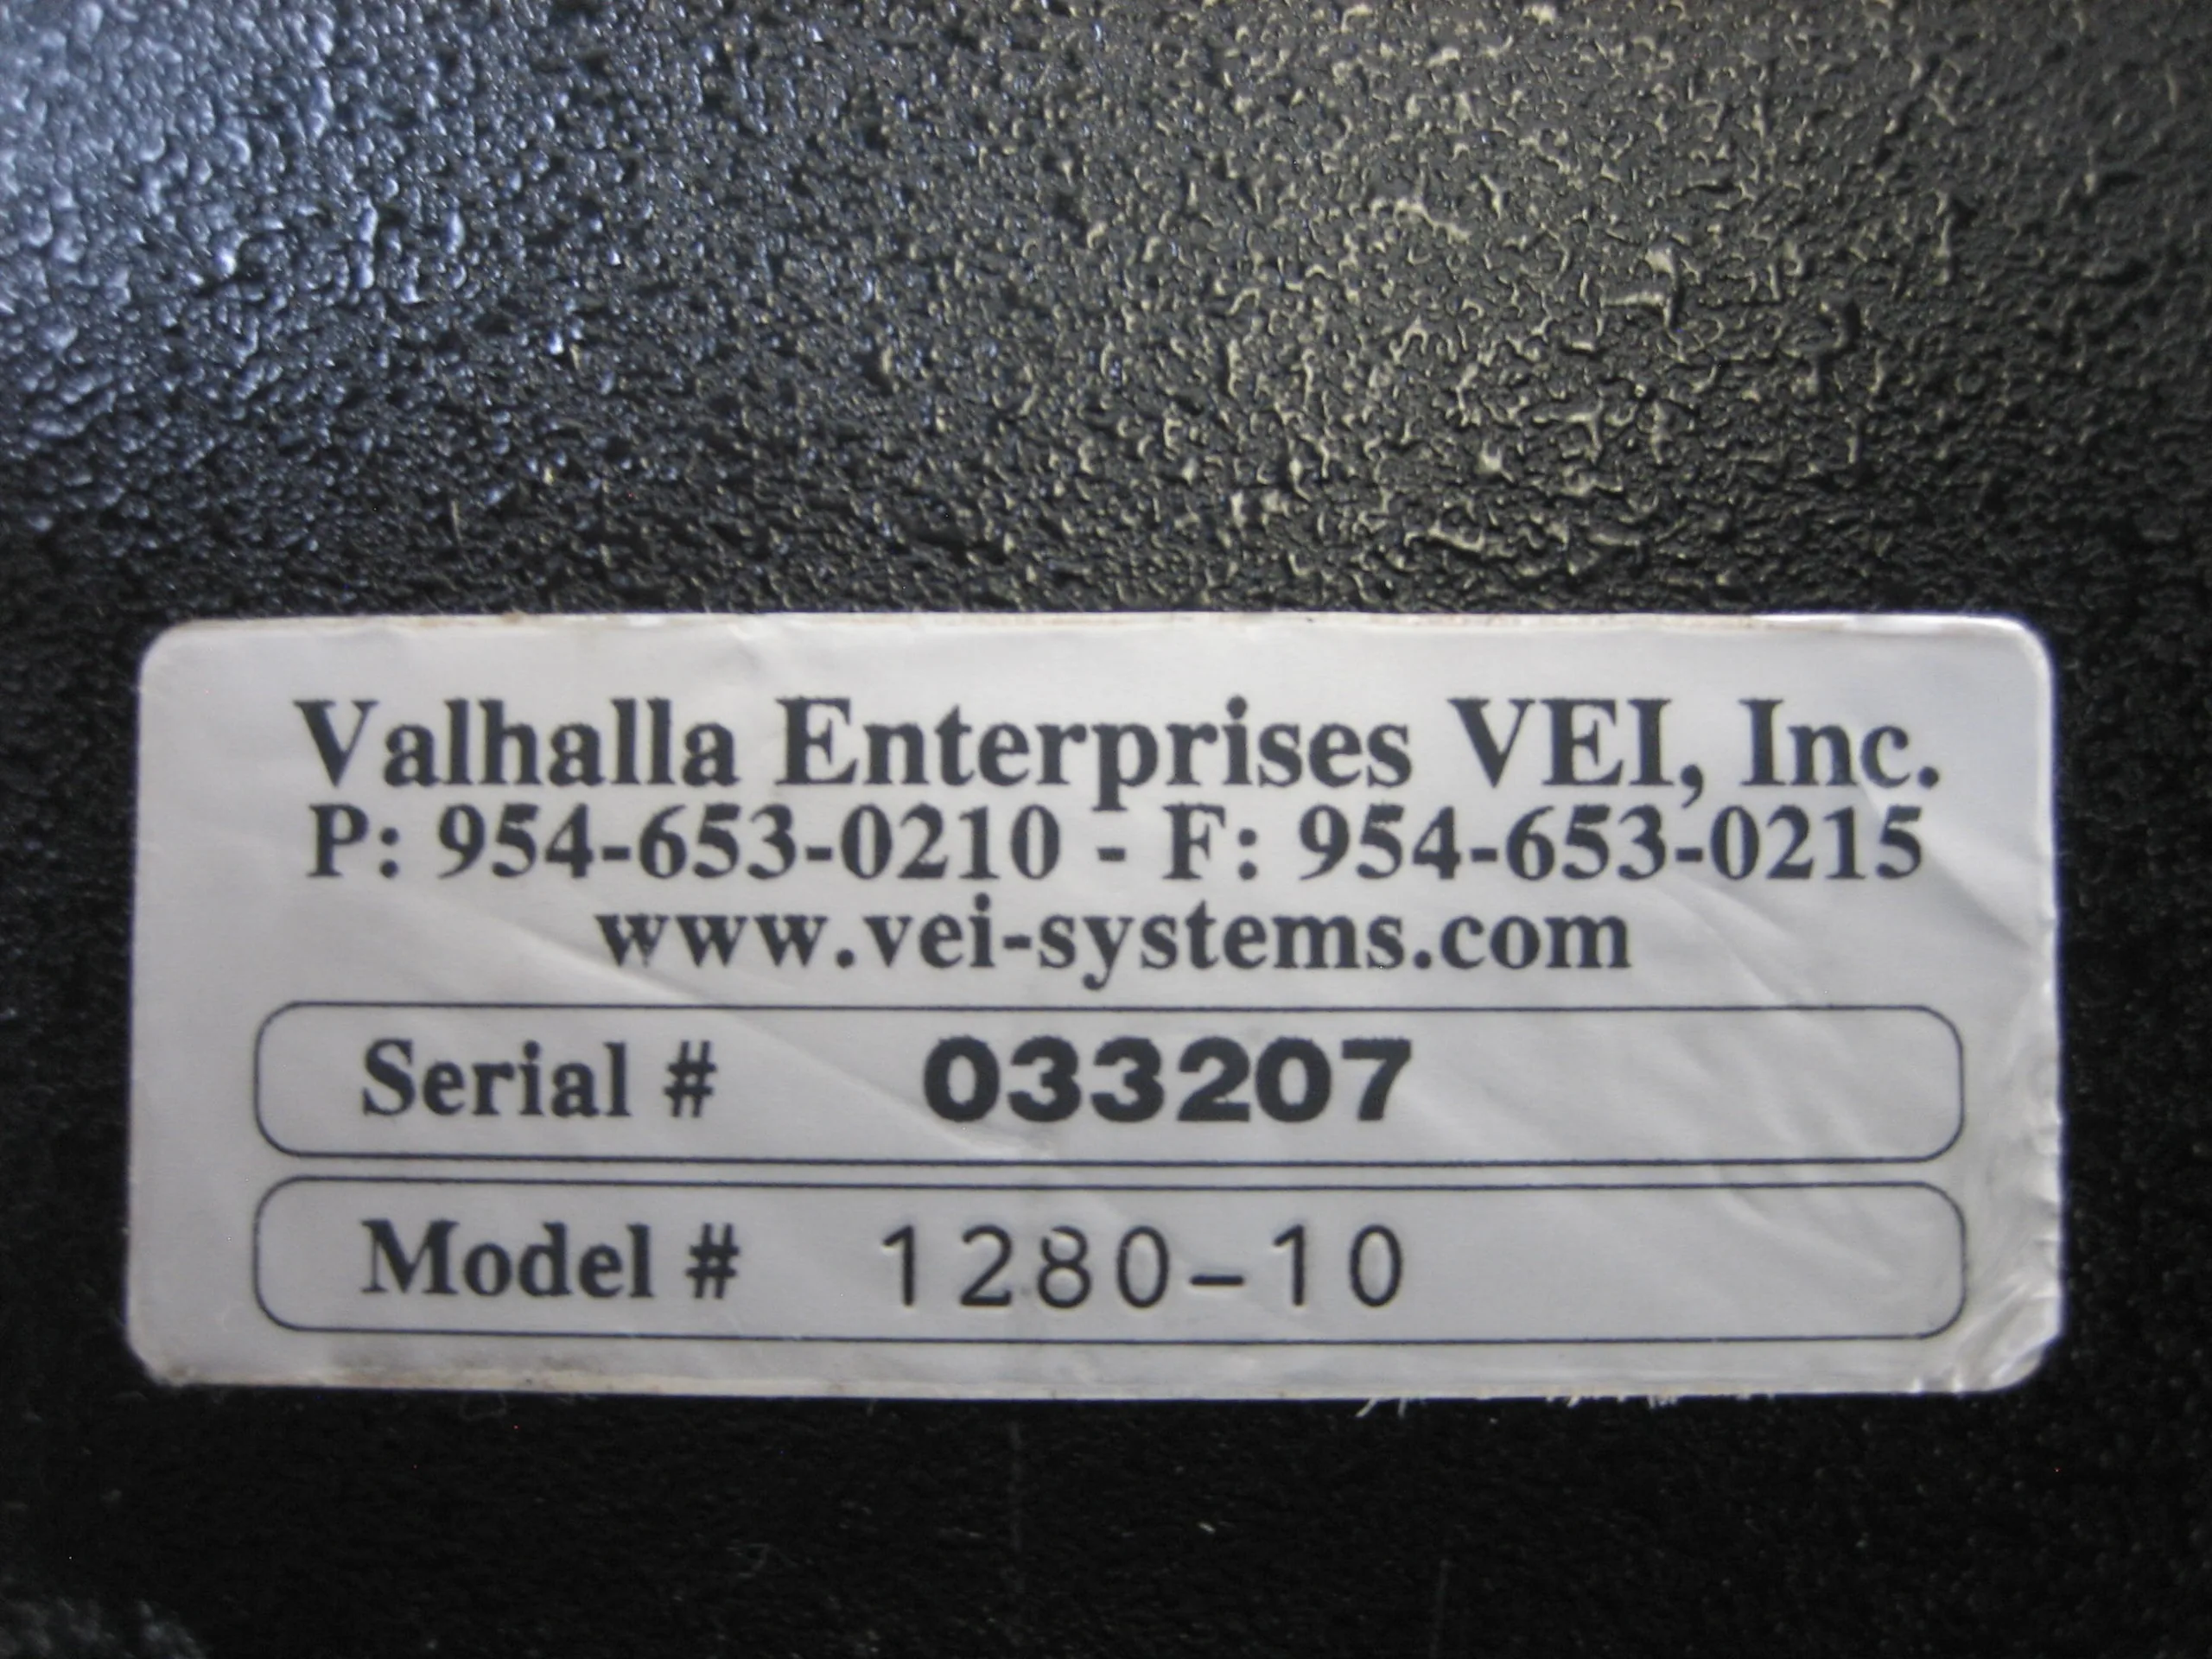 Valhalla Enterprises VEI, Inc.
P: 954-653-0210 - F: 954-653-0215
www.vei-systems.com
Serial # 033207
Model # 1280-10